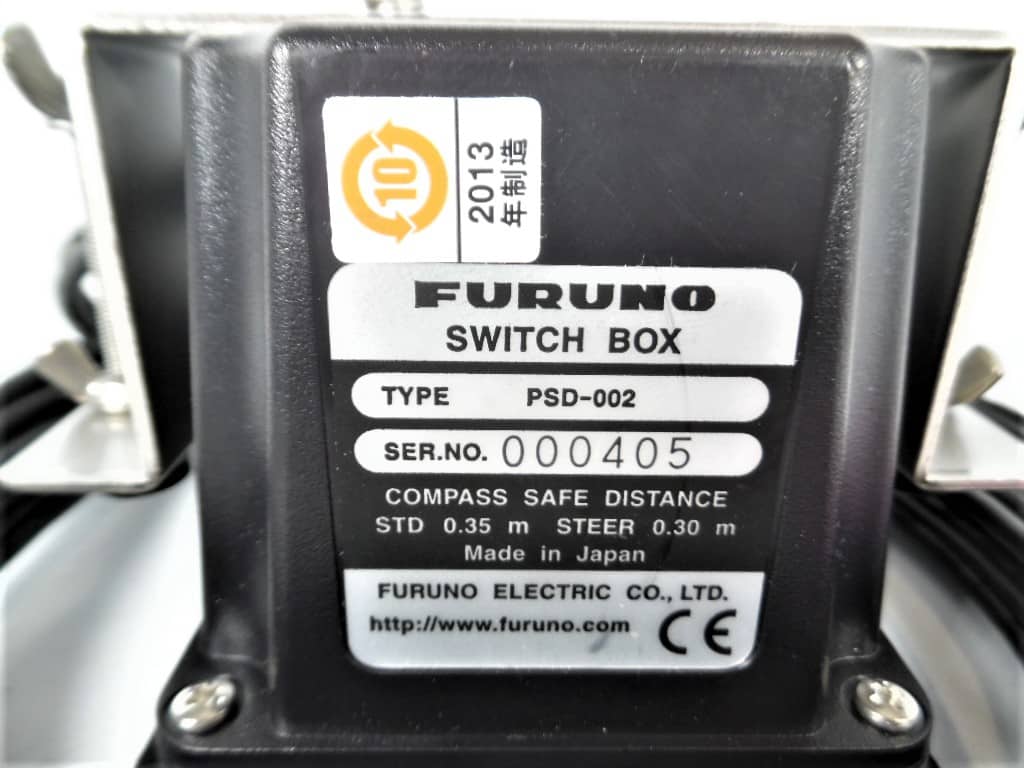 10
2013
年制造
FURUNO
SWITCH BOX
TYPE PSD-002
SER.NO. 000405
COMPASS SAFE DISTANCE
STD 0.35 m STEER 0.30 m
Made in Japan
FURUNO ELECTRIC CO., LTD.
http://www.furuno.com CE